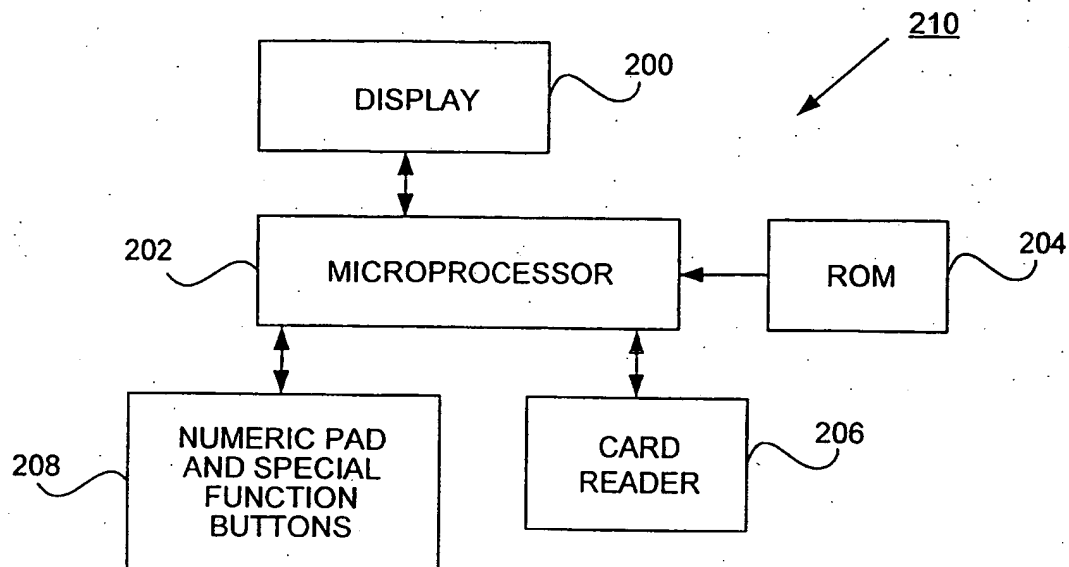 210
200
DISPLAY
202
MICROPROCESSOR
ROM
204
NUMERIC PAD
AND SPECIAL
FUNCTION
BUTTONS
208
CARD
READER
206